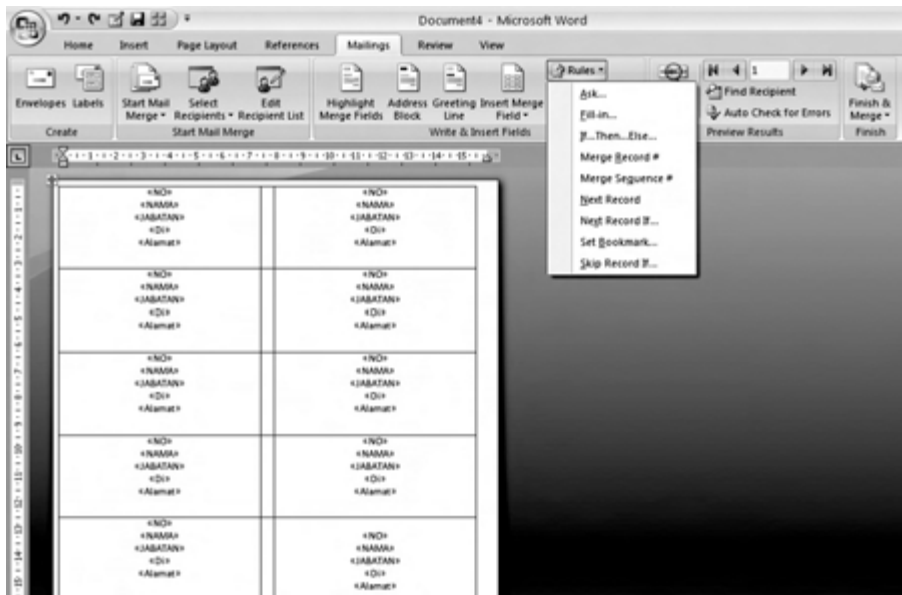 Document4 - Microsoft Word
Home Insert Page Layout References Mailings Review View
Envelopes Labels
Create
Start Mail Merge
Select Recipients
Edit Recipient List
Start Mail Merge
Highlight Merge Fields
Address Block
Greeting Line
Insert Merge Field
Write & Insert Fields
Rules
1
Find Recipient
Auto Check for Errors
Preview Results
Finish & Merge
Finish
Ask...
Fill-in...
If...Then...Else...
Merge Record #
Merge Sequence #
Next Record
Next Record If...
Set Bookmark...
Skip Record If...
«NO» «NO»
«NAMA» «NAMA»
«JABATAN» «JABATAN»
«Di» «Di»
«Alamat» «Alamat»
«NO» «NO»
«NAMA» «NAMA»
«JABATAN» «JABATAN»
«Di» «Di»
«Alamat» «Alamat»
«NO» «NO»
«NAMA» «NAMA»
«JABATAN» «JABATAN»
«Di» «Di»
«Alamat» «Alamat»
«NO» «NO»
«NAMA» «NAMA»
«JABATAN» «JABATAN»
«Di» «Di»
«Alamat» «Alamat»
«NO»
«NAMA» «NO»
«JABATAN» «NAMA»
«Di» «JABATAN»
«Alamat» «Di»
«Alamat»